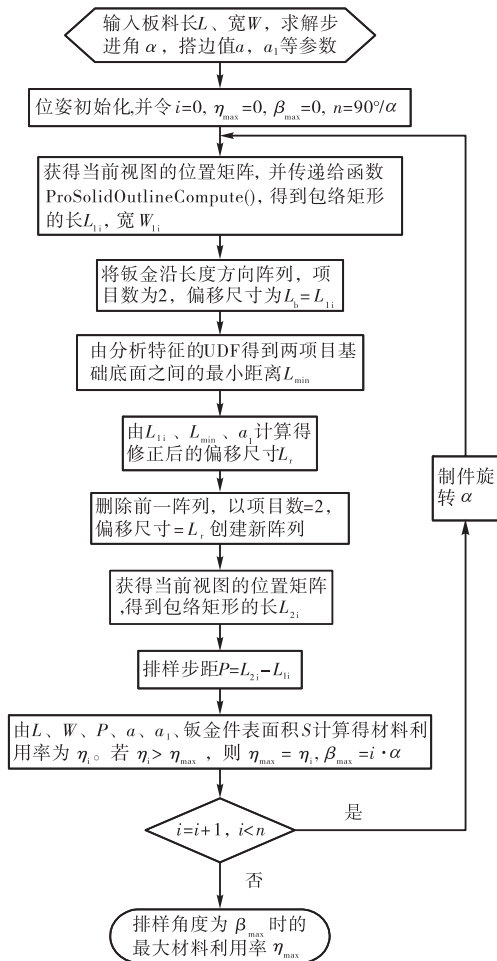 输入板料长L、宽W，求解步
进角α，搭边值a，a₁等参数
位姿初始化,并令i=0, ηmax=0, βmax=0, n=90°/α
获得当前视图的位置矩阵，并传递给函数
ProSolidOutlineCompute(), 得到包络矩形
的长L₁ᵢ，宽W₁ᵢ
将钣金沿长度方向阵列，项
目数为2，偏移尺寸为Lb=L₁ᵢ
由分析特征的UDF得到两项目基
础底面之间的最小距离Lmin
由L₁ᵢ、Lmin、a₁计算得
修正后的偏移尺寸Lr
删除前一阵列，以项目数=2，
偏移尺寸=Lr创建新阵列
获得当前视图的位置矩阵
,得到包络矩形的长L₂ᵢ
排样步距P=L₂ᵢ−L₁ᵢ
由L、W、P、a、a₁、钣金件表面积S计算得材料利
用率为ηᵢ。若ηᵢ>ηmax，则ηmax=ηᵢ, βmax=i·α
i=i+1，i<n
是
制件旋
转α
否
排样角度为βmax时的
最大材料利用率ηmax